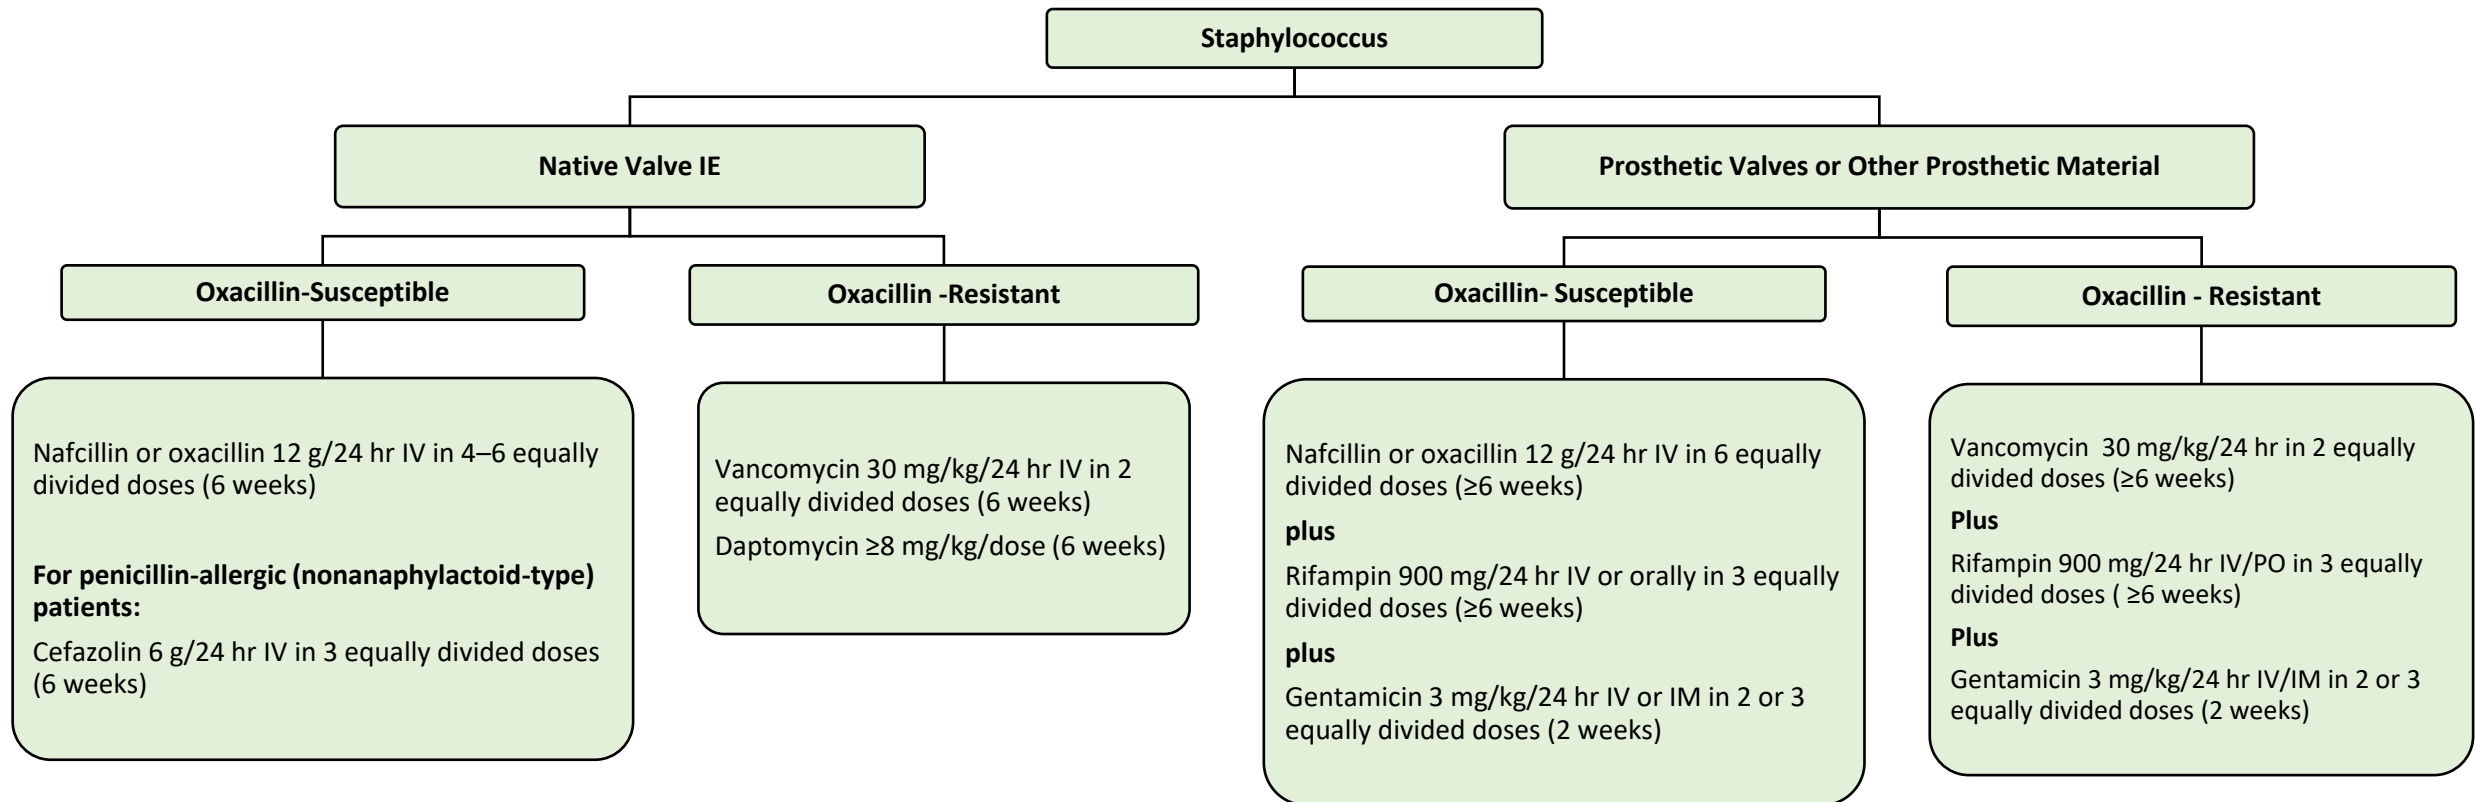 Staphylococcus
Native Valve IE
Prosthetic Valves or Other Prosthetic Material
Oxacillin-Susceptible
Oxacillin -Resistant
Oxacillin- Susceptible
Oxacillin - Resistant
Nafcillin or oxacillin 12 g/24 hr IV in 4–6 equally
divided doses (6 weeks)
For penicillin-allergic (nonanaphylactoid-type)
patients:
Cefazolin 6 g/24 hr IV in 3 equally divided doses
(6 weeks)
Vancomycin 30 mg/kg/24 hr IV in 2
equally divided doses (6 weeks)
Daptomycin ≥8 mg/kg/dose (6 weeks)
Nafcillin or oxacillin 12 g/24 hr IV in 6 equally
divided doses (≥6 weeks)
plus
Rifampin 900 mg/24 hr IV or orally in 3 equally
divided doses (≥6 weeks)
plus
Gentamicin 3 mg/kg/24 hr IV or IM in 2 or 3
equally divided doses (2 weeks)
Vancomycin  30 mg/kg/24 hr in 2 equally
divided doses (≥6 weeks)
Plus
Rifampin 900 mg/24 hr IV/PO in 3 equally
divided doses ( ≥6 weeks)
Plus
Gentamicin 3 mg/kg/24 hr IV/IM in 2 or 3
equally divided doses (2 weeks)